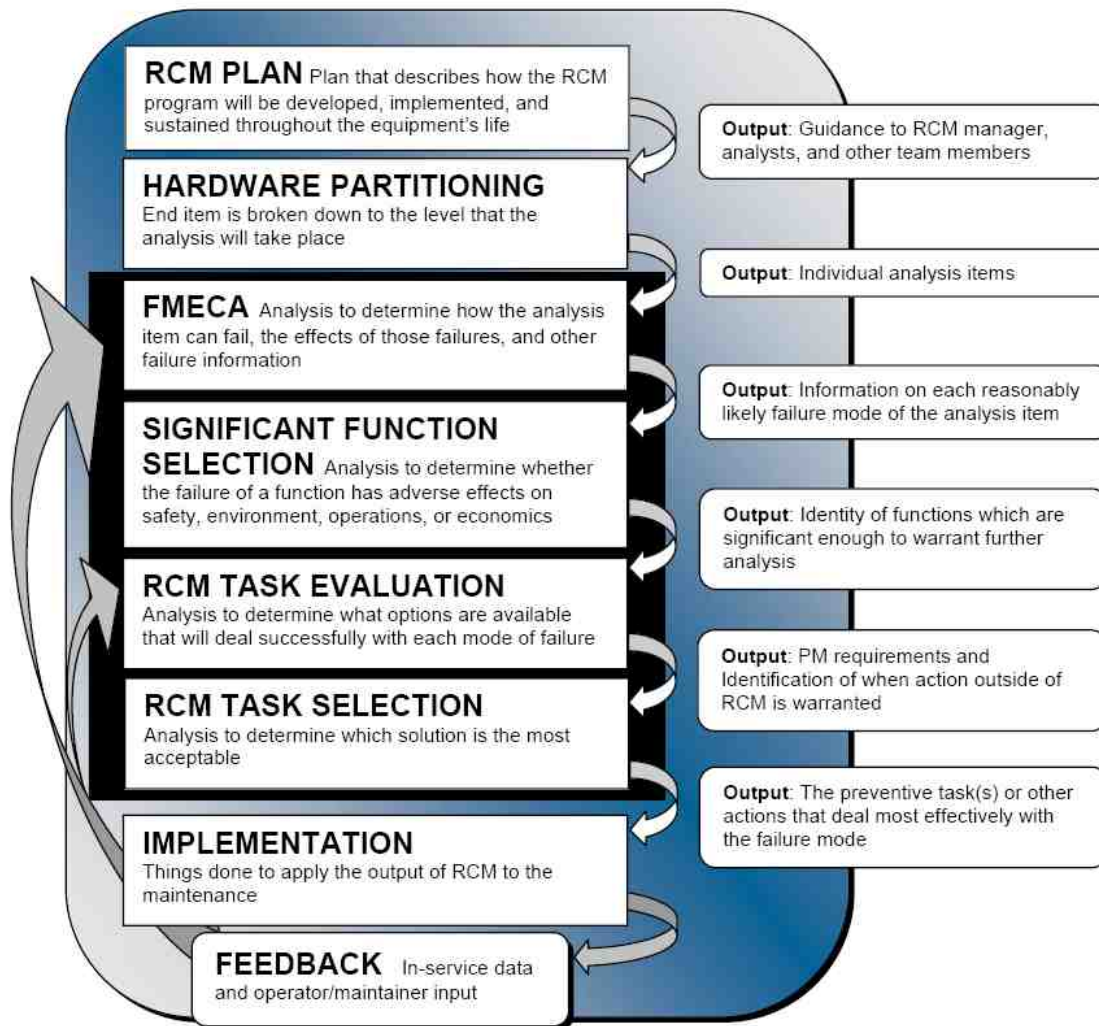 RCM PLAN Plan that describes how the RCM
program will be developed, implemented, and
sustained throughout the equipment's life
Output: Guidance to RCM manager,
analysts, and other team members
HARDWARE PARTITIONING
End item is broken down to the level that the
analysis will take place
Output: Individual analysis items
FMECA Analysis to determine how the analysis
item can fail, the effects of those failures, and other
failure information
Output: Information on each reasonably
likely failure mode of the analysis item
SIGNIFICANT FUNCTION
SELECTION Analysis to determine whether
the failure of a function has adverse effects on
safety, environment, operations, or economics
Output: Identity of functions which are
significant enough to warrant further
analysis
RCM TASK EVALUATION
Analysis to determine what options are available
that will deal successfully with each mode of failure
Output: PM requirements and
Identification of when action outside of
RCM is warranted
RCM TASK SELECTION
Analysis to determine which solution is the most
acceptable
Output: The preventive task(s) or other
actions that deal most effectively with
the failure mode
IMPLEMENTATION
Things done to apply the output of RCM to the
maintenance
FEEDBACK In-service data
and operator/maintainer input